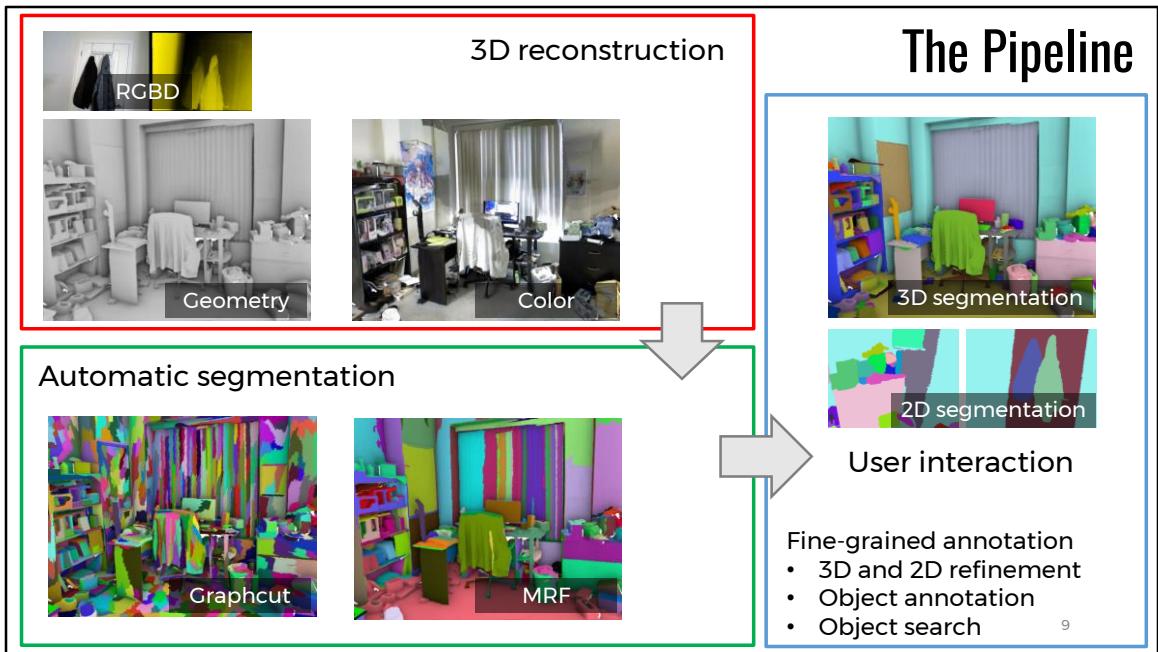 The Pipeline
3D reconstruction
RGBD
Geometry
Color
Automatic segmentation
Graphcut
MRF
3D segmentation
2D segmentation
User interaction
Fine-grained annotation
• 3D and 2D refinement
• Object annotation
• Object search
9